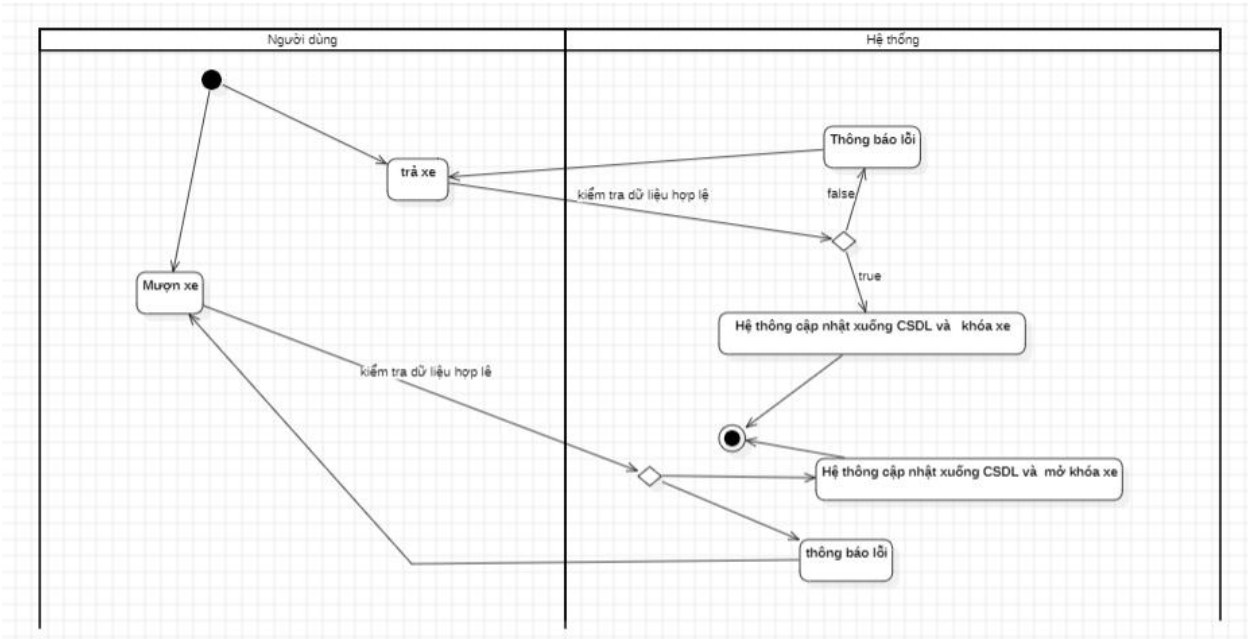 Người dùng
Hệ thống
Thông báo lỗi
trả xe
kiểm tra dữ liệu hợp lệ
false
true
Mượn xe
Hệ thông cập nhật xuống CSDL và khóa xe
kiểm tra dữ liệu hợp lê
Hệ thông cập nhật xuống CSDL và mở khóa xe
thông báo lỗi